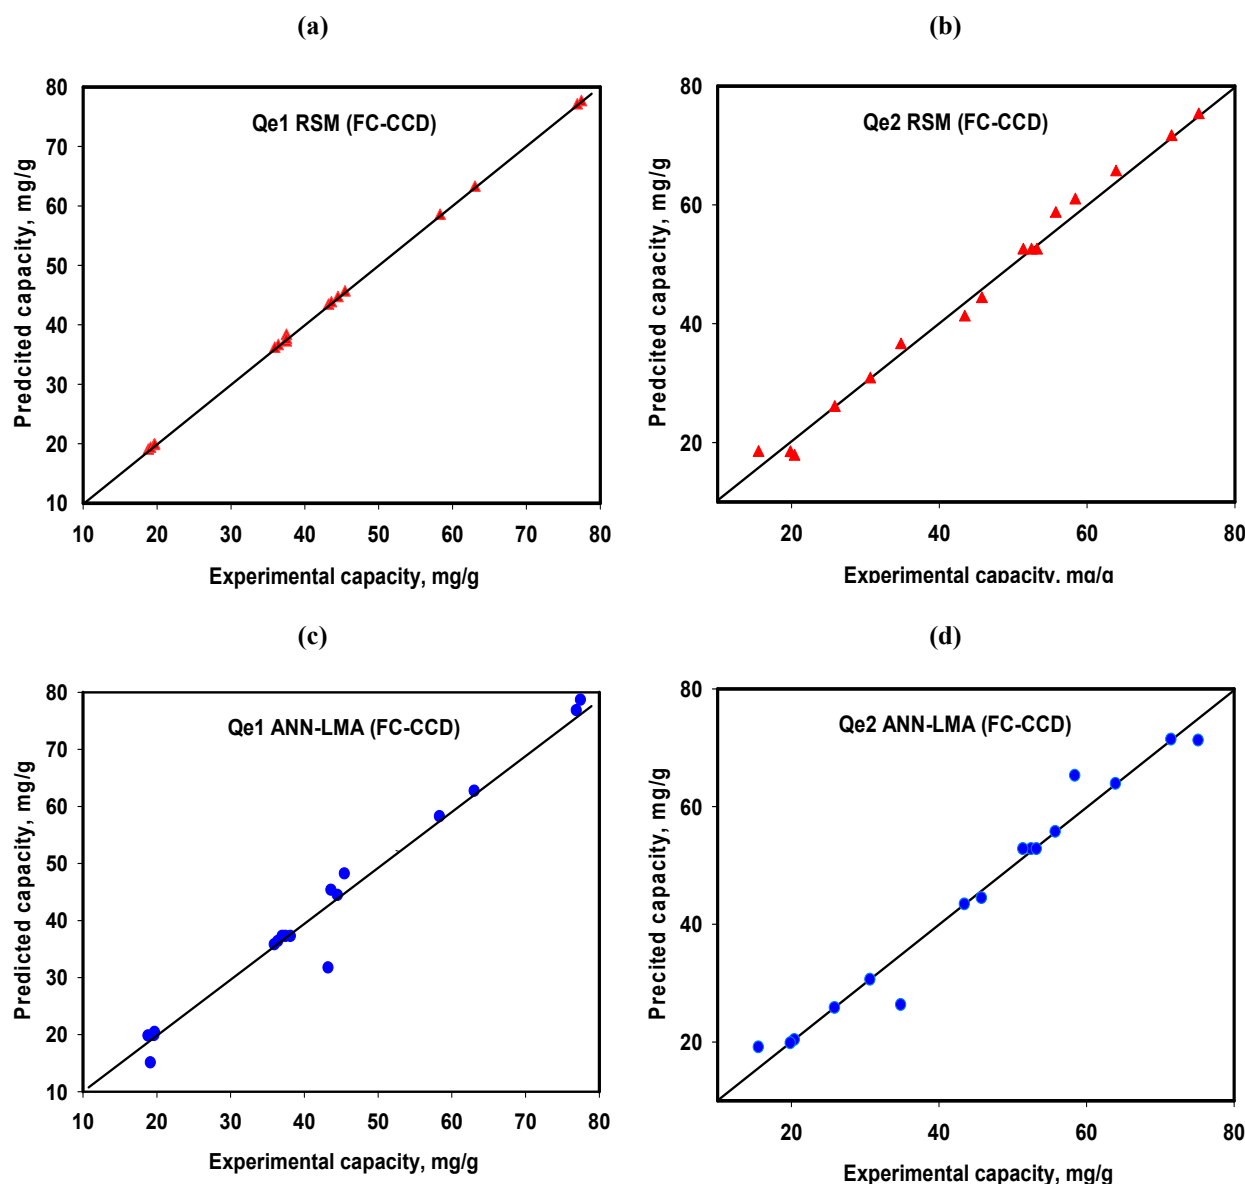 (a)
(b)
Qe1 RSM (FC-CCD)
Predcited capacity, mg/g
80
70
60
50
40
30
20
10
10 20 30 40 50 60 70 80
Experimental capacity, mg/g
Qe2 RSM (FC-CCD)
Predcited capacity, mg/g
80
60
40
20
20 40 60 80
Experimental capacity, mg/g
(c)
(d)
Qe1 ANN-LMA (FC-CCD)
Predicted capacity, mg/g
80
70
60
50
40
30
20
10
10 20 30 40 50 60 70 80
Experimental capacity, mg/g
Qe2 ANN-LMA (FC-CCD)
Precited capacity, mg/g
80
60
40
20
20 40 60 80
Experimental capacity, mg/g